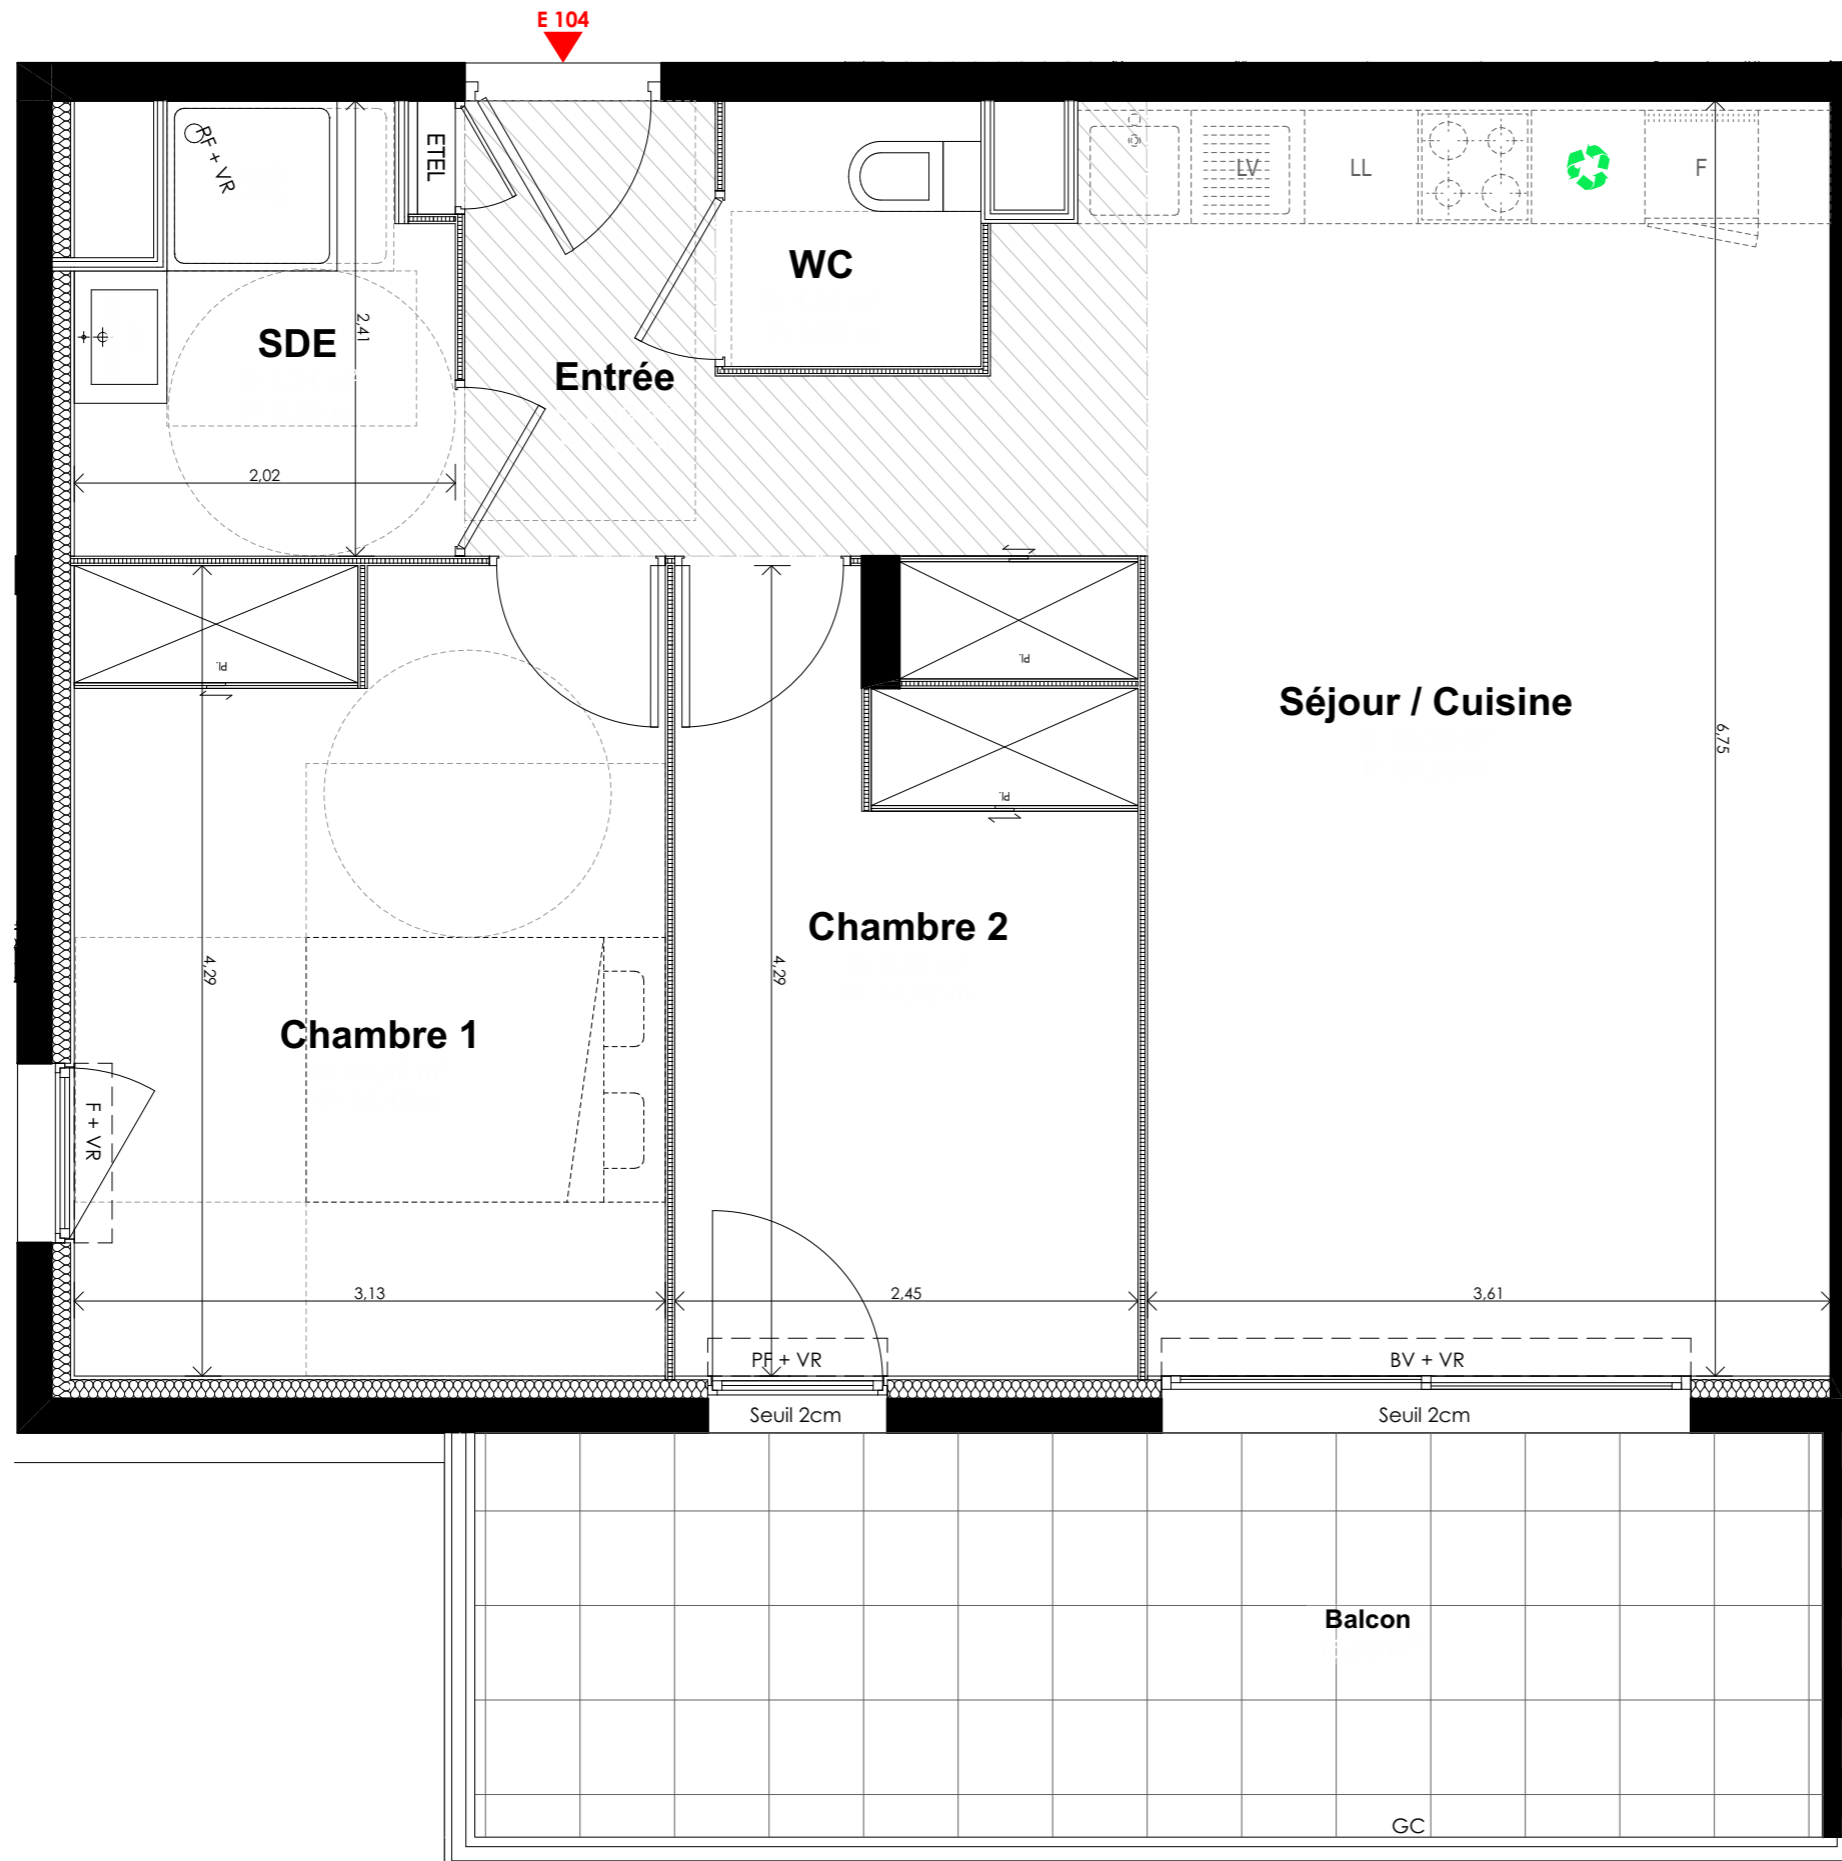 E 104
PF + VR
ETEL
LV
LL
F
WC
SDE
2,41
Entrée
2,02
PL
PL
PL
Séjour / Cuisine
6,75
Chambre 2
4,29
4,29
Chambre 1
F + VR
3,13
2,45
3,61
PF + VR
BV + VR
Seuil 2cm
Seuil 2cm
Balcon
GC